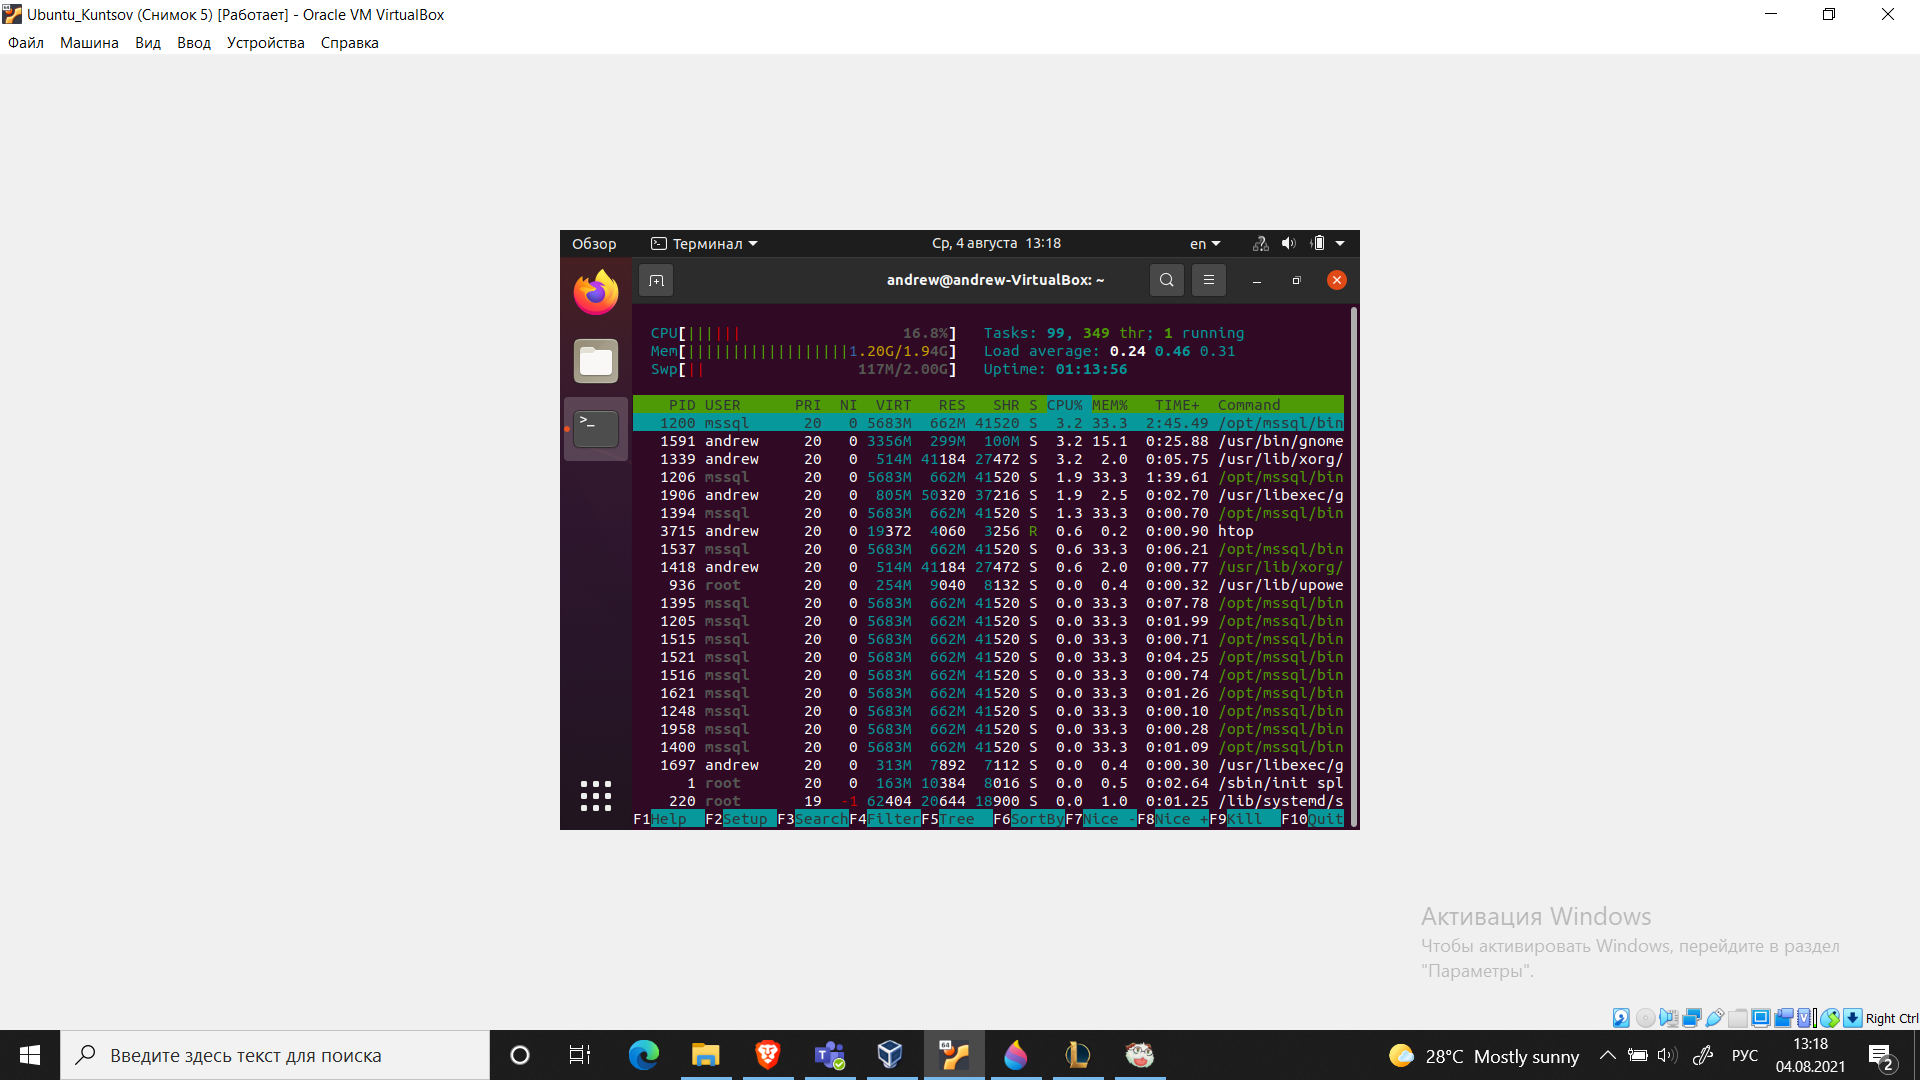 Ubuntu_Kuntsov (Снимок 5) [Работает] - Oracle VM VirtualBox
Файл Машина Вид Ввод Устройства Справка
Обзор Терминал Ср, 4 августа 13:18 en
andrew@andrew-VirtualBox: ~
CPU[|||||| 16.8%] Tasks: 99, 349 thr; 1 running
Mem[||||||||||||||||||1.20G/1.94G] Load average: 0.24 0.46 0.31
Swp[|| 117M/2.00G] Uptime: 01:13:56
PID USER PRI NI VIRT RES SHR S CPU% MEM% TIME+ Command
1200 mssql 20 0 5683M 662M 41520 S 3.2 33.3 2:45.49 /opt/mssql/bin
1591 andrew 20 0 3356M 299M 100M S 3.2 15.1 0:25.88 /usr/bin/gnome
1339 andrew 20 0 514M 41184 27472 S 3.2 2.0 0:05.75 /usr/lib/xorg/
1206 mssql 20 0 5683M 662M 41520 S 1.9 33.3 1:39.61 /opt/mssql/bin
1906 andrew 20 0 805M 50320 37216 S 1.9 2.5 0:02.70 /usr/libexec/g
1394 mssql 20 0 5683M 662M 41520 S 1.3 33.3 0:00.70 /opt/mssql/bin
3715 andrew 20 0 19372 4060 3256 R 0.6 0.2 0:00.90 htop
1537 mssql 20 0 5683M 662M 41520 S 0.6 33.3 0:06.21 /opt/mssql/bin
1418 andrew 20 0 514M 41184 27472 S 0.6 2.0 0:00.77 /usr/lib/xorg/
936 root 20 0 254M 9040 8132 S 0.0 0.4 0:00.32 /usr/lib/upowe
1395 mssql 20 0 5683M 662M 41520 S 0.0 33.3 0:07.78 /opt/mssql/bin
1205 mssql 20 0 5683M 662M 41520 S 0.0 33.3 0:01.99 /opt/mssql/bin
1515 mssql 20 0 5683M 662M 41520 S 0.0 33.3 0:00.71 /opt/mssql/bin
1521 mssql 20 0 5683M 662M 41520 S 0.0 33.3 0:04.25 /opt/mssql/bin
1516 mssql 20 0 5683M 662M 41520 S 0.0 33.3 0:00.74 /opt/mssql/bin
1621 mssql 20 0 5683M 662M 41520 S 0.0 33.3 0:01.26 /opt/mssql/bin
1248 mssql 20 0 5683M 662M 41520 S 0.0 33.3 0:00.10 /opt/mssql/bin
1958 mssql 20 0 5683M 662M 41520 S 0.0 33.3 0:00.28 /opt/mssql/bin
1400 mssql 20 0 5683M 662M 41520 S 0.0 33.3 0:01.09 /opt/mssql/bin
1697 andrew 20 0 313M 7892 7112 S 0.0 0.4 0:00.30 /usr/libexec/g
1 root 20 0 163M 10384 8016 S 0.0 0.5 0:02.64 /sbin/init spl
220 root 19 -1 62404 20644 18900 S 0.0 1.0 0:01.25 /lib/systemd/s
F1Help F2Setup F3SearchF4FilterF5Tree F6SortByF7Nice -F8Nice +F9Kill F10Quit
Активация Windows
Чтобы активировать Windows, перейдите в раздел
"Параметры".
Right Ctrl
Введите здесь текст для поиска
28°C Mostly sunny
РУС
13:18
04.08.2021
2